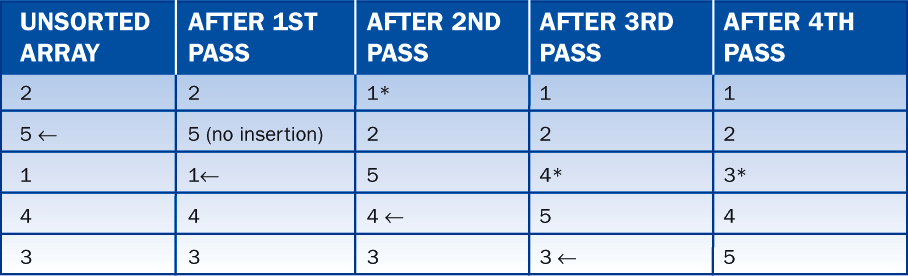 UNSORTED ARRAY AFTER 1ST PASS AFTER 2ND PASS AFTER 3RD PASS AFTER 4TH PASS
2 2 1* 1 1
5 ← 5 (no insertion) 2 2 2
1 1← 5 4* 3*
4 4 4 ← 5 4
3 3 3 3 ← 5